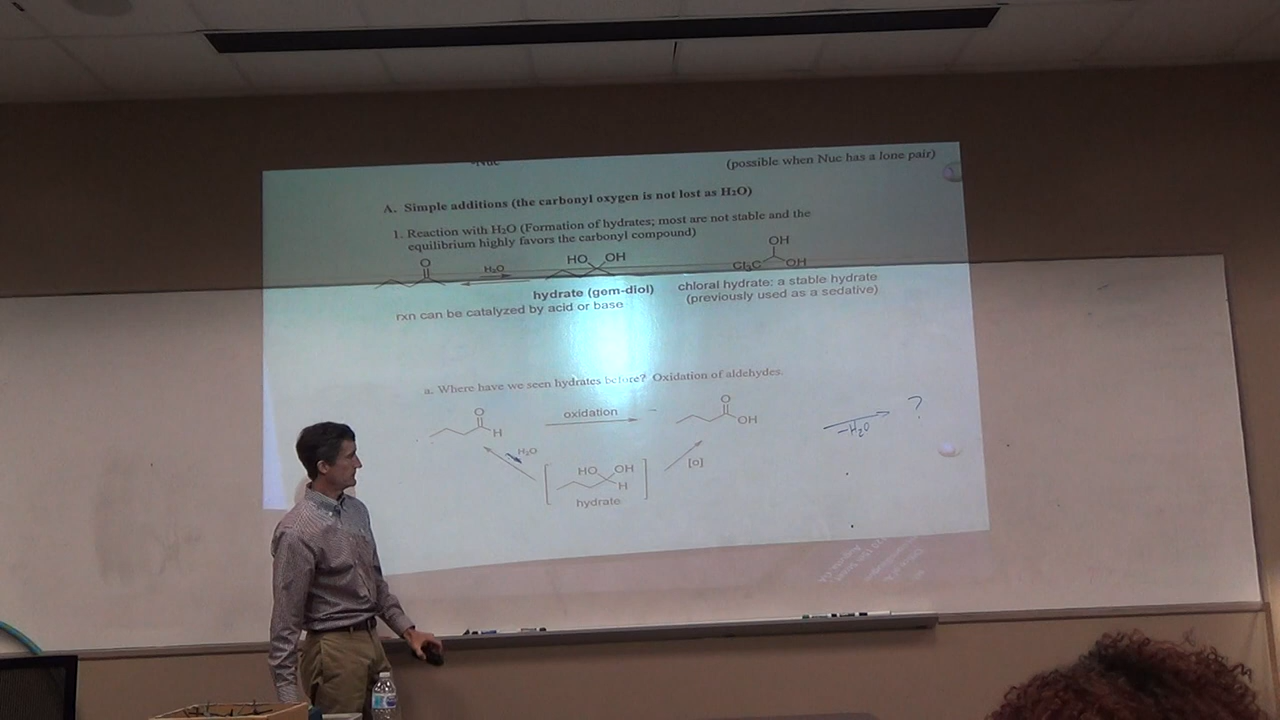 (possible when Nuc has a lone pair)
A. Simple additions (the carbonyl oxygen is not lost as H₂O)
1. Reaction with H₂O (Formation of hydrates; most are not stable and the
equilibrium highly favors the carbonyl compound)
O
H₂O
HO OH
OH
Cl₃C OH
hydrate (gem-diol)
chloral hydrate: a stable hydrate
(previously used as a sedative)
rxn can be catalyzed by acid or base
a. Where have we seen hydrates before? Oxidation of aldehydes.
O
H
oxidation
O
OH
-H₂O
?
H₂O
HO OH
H
hydrate
[o]